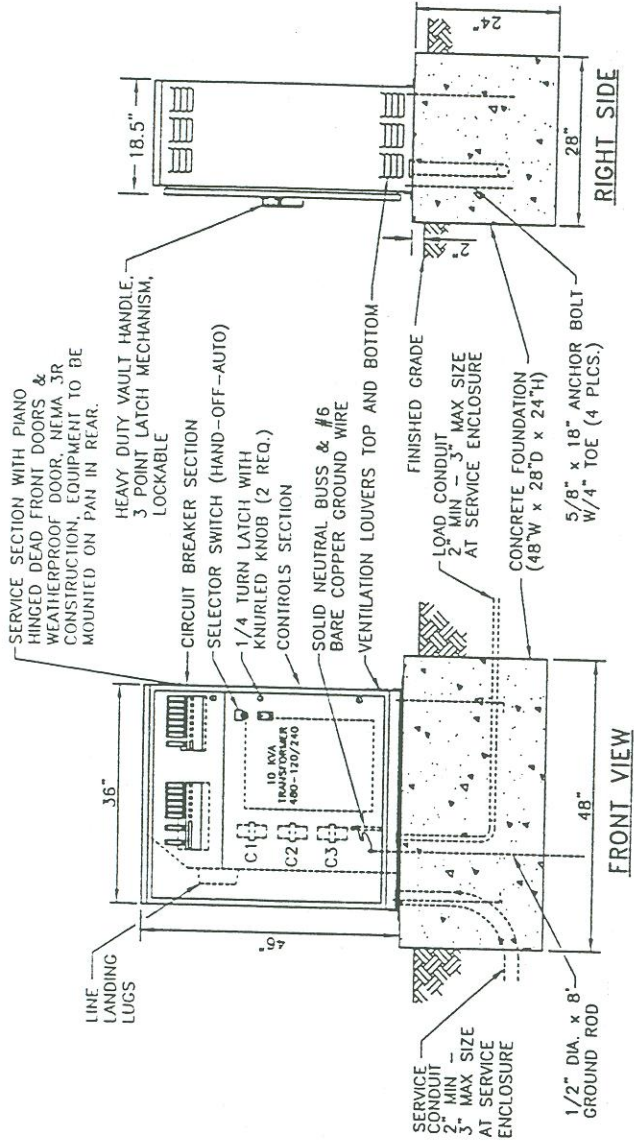 SERVICE SECTION WITH PIANO
HINGED DEAD FRONT DOORS &
WEATHERPROOF DOOR, NEMA 3R
CONSTRUCTION, EQUIPMENT TO BE
MOUNTED ON PAN IN REAR.
HEAVY DUTY VAULT HANDLE,
3 POINT LATCH MECHANISM,
LOCKABLE
CIRCUIT BREAKER SECTION
SELECTOR SWITCH (HAND-OFF-AUTO)
1/4 TURN LATCH WITH
KNURLED KNOB (2 REQ.)
CONTROLS SECTION
SOLID NEUTRAL BUSS & #6
BARE COPPER GROUND WIRE
VENTILATION LOUVERS TOP AND BOTTOM
FINISHED GRADE
LOAD CONDUIT
2" MIN - 3" MAX SIZE
AT SERVICE ENCLOSURE
CONCRETE FOUNDATION
(48"W x 28"D x 24"H)
5/8" x 18" ANCHOR BOLT
W/4" TOE (4 PLCS.)
LINE
LANDING
LUGS
36"
46"
C1
C2
C3
10 KVA
TRANSFORMER
480-120/240
SERVICE
CONDUIT
2" MIN -
3" MAX SIZE
AT SERVICE
ENCLOSURE
1/2" DIA. x 8'
GROUND ROD
48"
FRONT VIEW
18.5"
2"
24"
28"
RIGHT SIDE